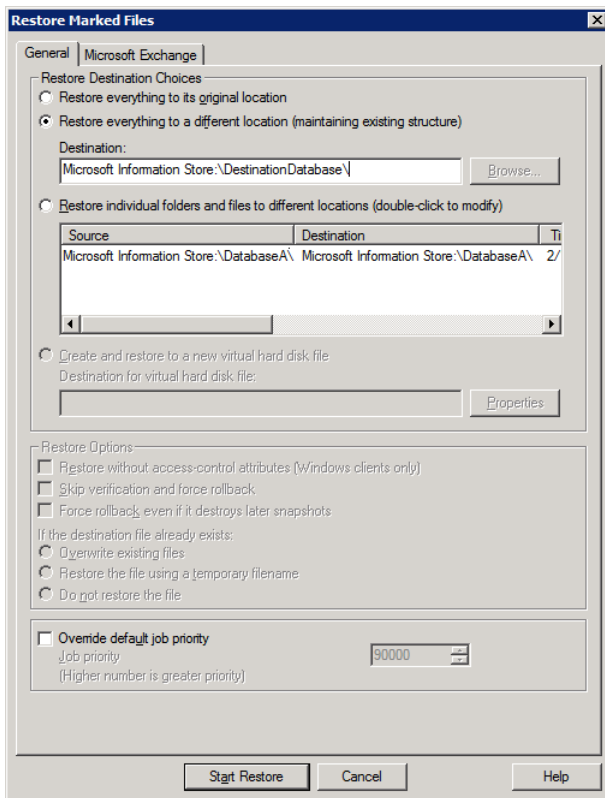 Restore Marked Files
General
Microsoft Exchange
Restore Destination Choices
Restore everything to its original location
Restore everything to a different location (maintaining existing structure)
Destination:
Microsoft Information Store:\DestinationDatabase\
Browse...
Restore individual folders and files to different locations (double-click to modify)
Source Destination Ti
Microsoft Information Store:\DatabaseA\ Microsoft Information Store:\DatabaseA\ 2/
Create and restore to a new virtual hard disk file
Destination for virtual hard disk file:
Properties
Restore Options
Restore without access-control attributes (Windows clients only)
Skip verification and force rollback
Force rollback even if it destroys later snapshots
If the destination file already exists:
Overwrite existing files
Restore the file using a temporary filename
Do not restore the file
Override default job priority
Job priority 90000
(Higher number is greater priority)
Start Restore Cancel Help